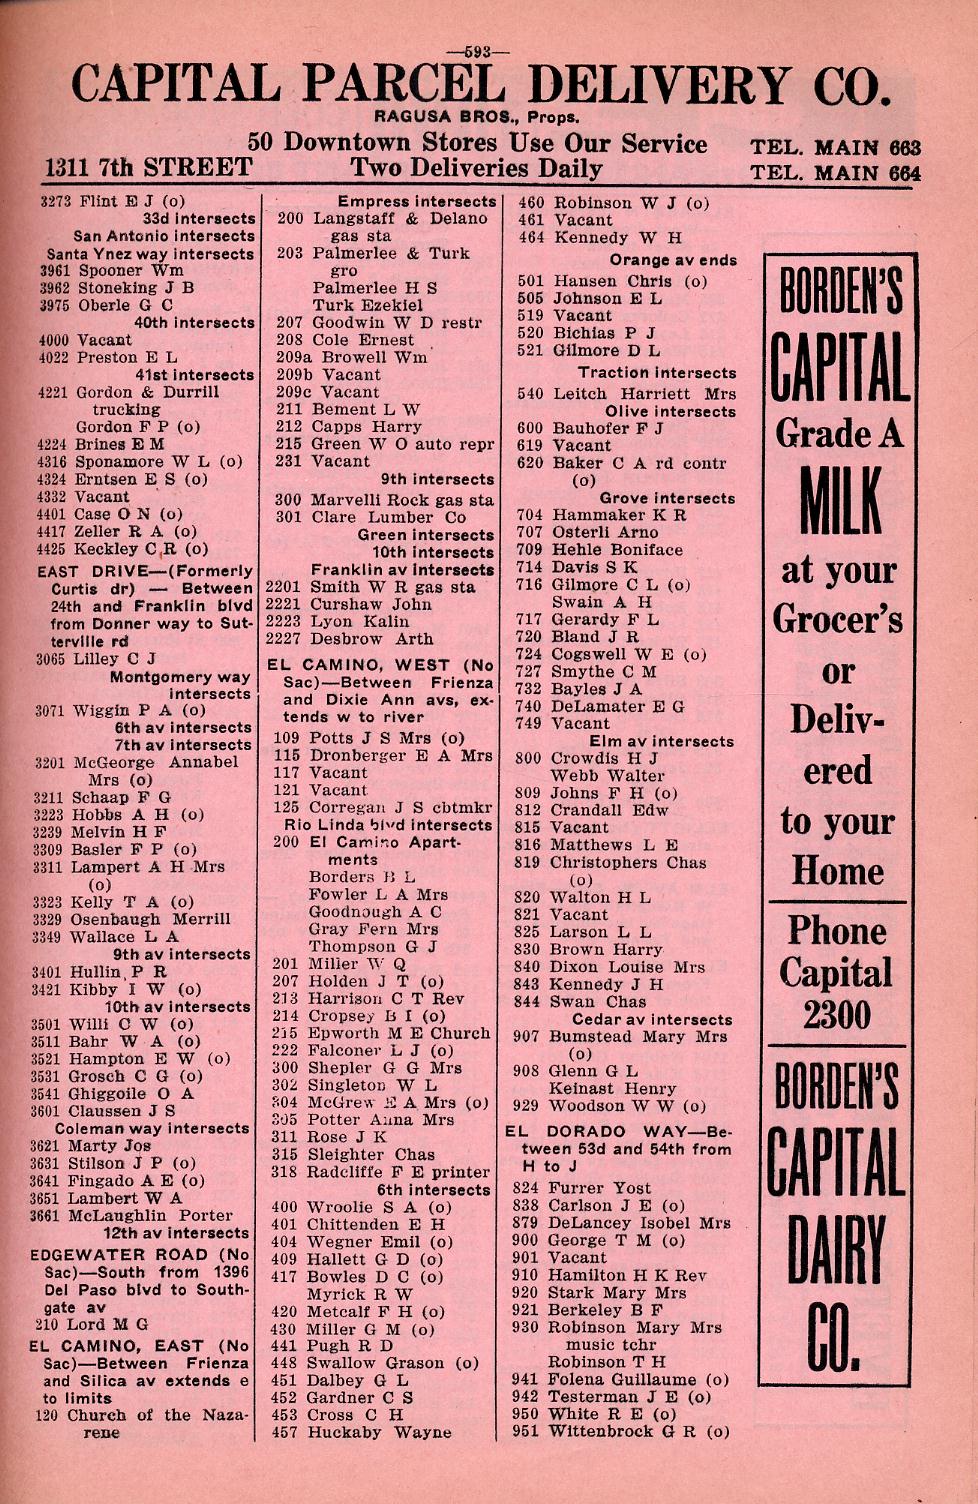 —593—
CAPITAL PARCEL DELIVERY CO.
RAGUSA BROS., Props.
50 Downtown Stores Use Our Service
TEL. MAIN 663
1311 7th STREET
Two Deliveries Daily
TEL. MAIN 664
3273 Flint E J (o)
33d intersects
San Antonio intersects
Santa Ynez way intersects
3961 Spooner Wm
3962 Stoneking J B
3975 Oberle G C
40th intersects
4000 Vacant
4022 Preston E L
41st intersects
4221 Gordon & Durrill
trucking
Gordon F P (o)
4224 Brines E M
4316 Sponamore W L (o)
4324 Erntsen E S (o)
4332 Vacant
4401 Case O N (o)
4417 Zeller R A (o)
4425 Keckley C R (o)
EAST DRIVE—(Formerly
Curtis dr) — Between
24th and Franklin blvd
from Donner way to Sut-
terville rd
3065 Lilley C J
Montgomery way
intersects
3071 Wiggin P A (o)
6th av intersects
7th av intersects
3201 McGeorge Annabel
Mrs (o)
3211 Schaap F G
3223 Hobbs A H (o)
3239 Melvin H F
3309 Basler F P (o)
3311 Lampert A H Mrs
(o)
3323 Kelly T A (o)
3329 Osenbaugh Merrill
3349 Wallace L A
9th av intersects
3401 Hullin P R
3421 Kibby I W (o)
10th av intersects
3501 Willi C W (o)
3511 Bahr W A (o)
3521 Hampton E W (o)
3531 Grosch C G (o)
3541 Ghiggoile O A
3601 Claussen J S
Coleman way intersects
3621 Marty Jos
3631 Stilson J P (o)
3641 Fingado A E (o)
3651 Lambert W A
3661 McLaughlin Porter
12th av intersects
EDGEWATER ROAD (No
Sac)—South from 1396
Del Paso blvd to South-
gate av
210 Lord M G
EL CAMINO, EAST (No
Sac)—Between Frienza
and Silica av extends e
to limits
120 Church of the Naza-
rene
Empress intersects
200 Langstaff & Delano
gas sta
203 Palmerlee & Turk
gro
Palmerlee H S
Turk Ezekiel
207 Goodwin W D restr
208 Cole Ernest
209a Browell Wm
209b Vacant
209c Vacant
211 Bement L W
212 Capps Harry
215 Green W O auto repr
231 Vacant
9th intersects
300 Marvelli Rock gas sta
301 Clare Lumber Co
Green intersects
10th intersects
Franklin av intersects
2201 Smith W R gas sta
2221 Curshaw John
2223 Lyon Kalin
2227 Desbrow Arth
EL CAMINO, WEST (No
Sac)—Between Frienza
and Dixie Ann avs, ex-
tends w to river
109 Potts J S Mrs (o)
115 Dronberger E A Mrs
117 Vacant
121 Vacant
125 Corregan J S cbtmkr
Rio Linda blvd intersects
200 El Camino Apart-
ments
Borders B L
Fowler L A Mrs
Goodnough A C
Gray Fern Mrs
Thompson G J
201 Miller W Q
207 Holden J T (o)
213 Harrison C T Rev
214 Cropsey B I (o)
215 Epworth M E Church
222 Falconer L J (o)
300 Shepler G G Mrs
302 Singleton W L
304 McGrew E A Mrs (o)
305 Potter Anna Mrs
311 Rose J K
315 Sleighter Chas
318 Radcliffe F E printer
6th intersects
400 Wroolie S A (o)
401 Chittenden E H
404 Wegner Emil (o)
409 Hallett G D (o)
417 Bowles D C (o)
Myrick R W
420 Metcalf F H (o)
430 Miller G M (o)
441 Pugh R D
448 Swallow Grason (o)
451 Dalbey G L
452 Gardner C S
453 Cross C H
457 Huckaby Wayne
460 Robinson W J (o)
461 Vacant
464 Kennedy W H
Orange av ends
501 Hansen Chris (o)
505 Johnson E L
519 Vacant
520 Bichias P J
521 Gilmore D L
Traction intersects
540 Leitch Harriett Mrs
Olive intersects
600 Bauhofer F J
619 Vacant
620 Baker C A rd contr
(o)
Grove intersects
704 Hammaker K R
707 Osterli Arno
709 Hehle Boniface
714 Davis S K
716 Gilmore C L (o)
Swain A H
717 Gerardy F L
720 Bland J R
724 Cogswell W E (o)
727 Smythe C M
732 Bayles J A
740 DeLamater E G
749 Vacant
Elm av intersects
800 Crowdis H J
Webb Walter
809 Johns F H (o)
812 Crandall Edw
815 Vacant
816 Matthews L E
819 Christophers Chas
(o)
820 Walton H L
821 Vacant
825 Larson L L
830 Brown Harry
840 Dixon Louise Mrs
843 Kennedy J H
844 Swan Chas
Cedar av intersects
907 Bumstead Mary Mrs
(o)
908 Glenn G L
Keinast Henry
929 Woodson W W (o)
EL DORADO WAY—Be-
tween 53d and 54th from
H to J
824 Furrer Yost
838 Carlson J E (o)
879 DeLancey Isobel Mrs
900 George T M (o)
901 Vacant
910 Hamilton H K Rev
920 Stark Mary Mrs
921 Berkeley B F
930 Robinson Mary Mrs
music tchr
Robinson T H
941 Folena Guillaume (o)
942 Testerman J E (o)
950 White R E (o)
951 Wittenbrock G R (o)
BORDEN'S
CAPITAL
Grade A
MILK
at your
Grocer's
or
Deliv-
ered
to your
Home
Phone
Capital
2300
BORDEN'S
CAPITAL
DAIRY
CO.